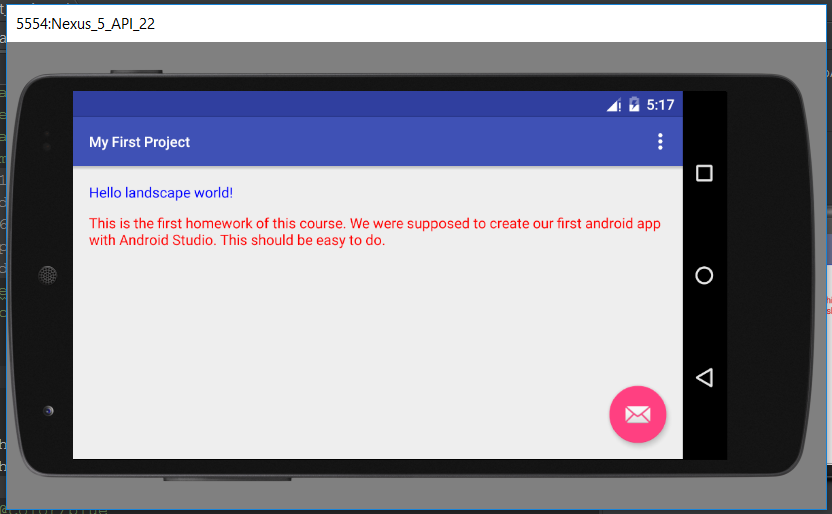 5554:Nexus_5_API_22
5:17
My First Project
Hello landscape world!
This is the first homework of this course. We were supposed to create our first android app
with Android Studio. This should be easy to do.